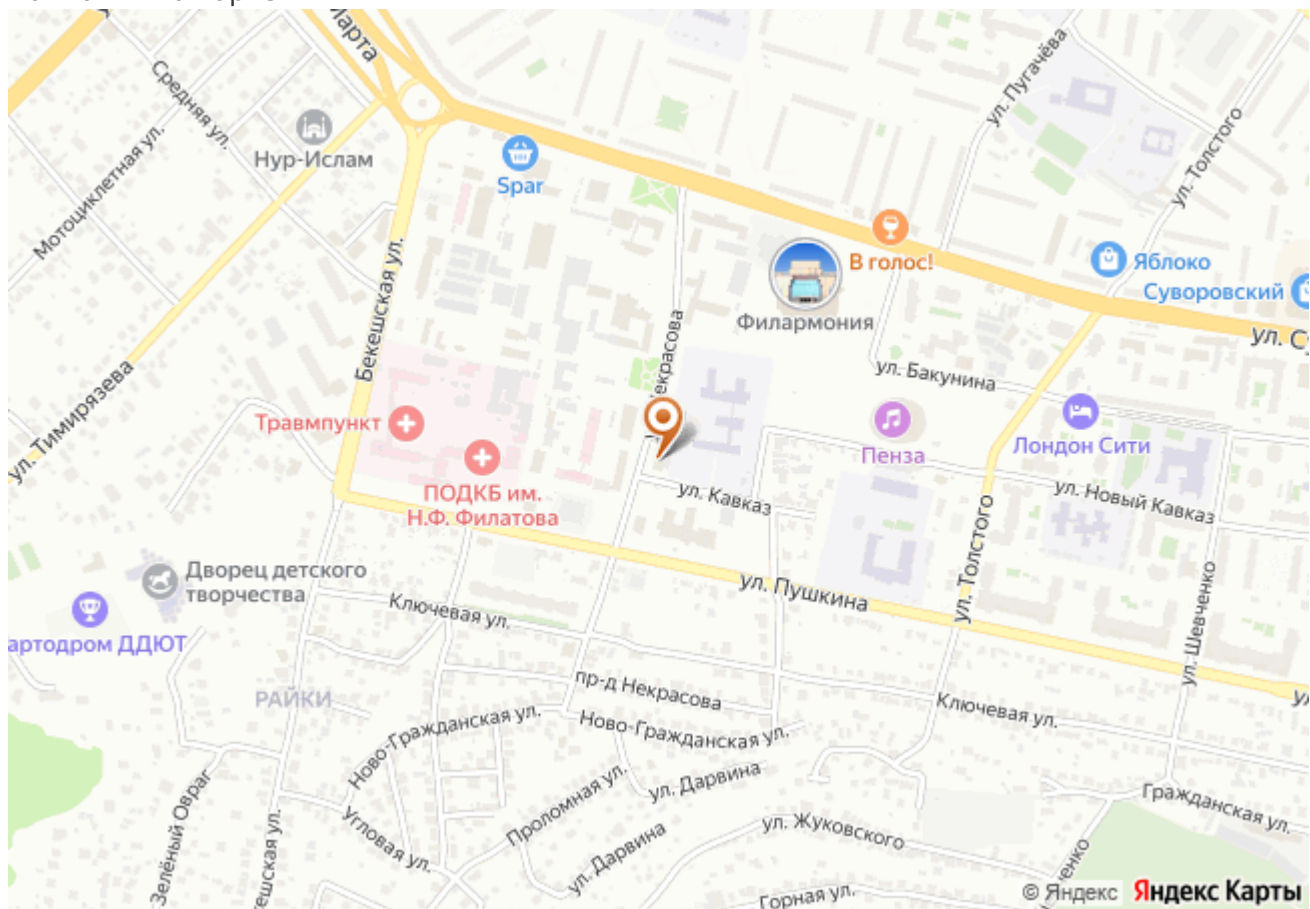 Марта
Средняя ул.
Мотоциклетная ул.
Нур-Ислам
Spar
ул. Пугачёва
ул. Толстого
В голос!
Яблоко
Суворовский
Филармония
ул. С
Бекешская ул.
Некрасова
ул. Тимирязева
ул. Бакунина
Травмпункт
Пенза
Лондон Сити
ПОДКБ им.
Н.Ф. Филатова
ул. Кавказ
ул. Новый Кавказ
ул. Толстого
Дворец детского
творчества
ул. Пушкина
ул. Шевченко
артодром ДДЮТ
Ключевая ул.
РАЙКИ
пр-д Некрасова
Ключевая ул.
Ново-Гражданская ул.
Ново-Гражданская ул.
ул. Дарвина
Гражданская ул.
Зелёный Овраг
Угловая ул.
Проломная ул.
ул. Жуковского
ул. Дарвина
ешская ул.
енко
Горная ул.
© Яндекс Яндекс Карты